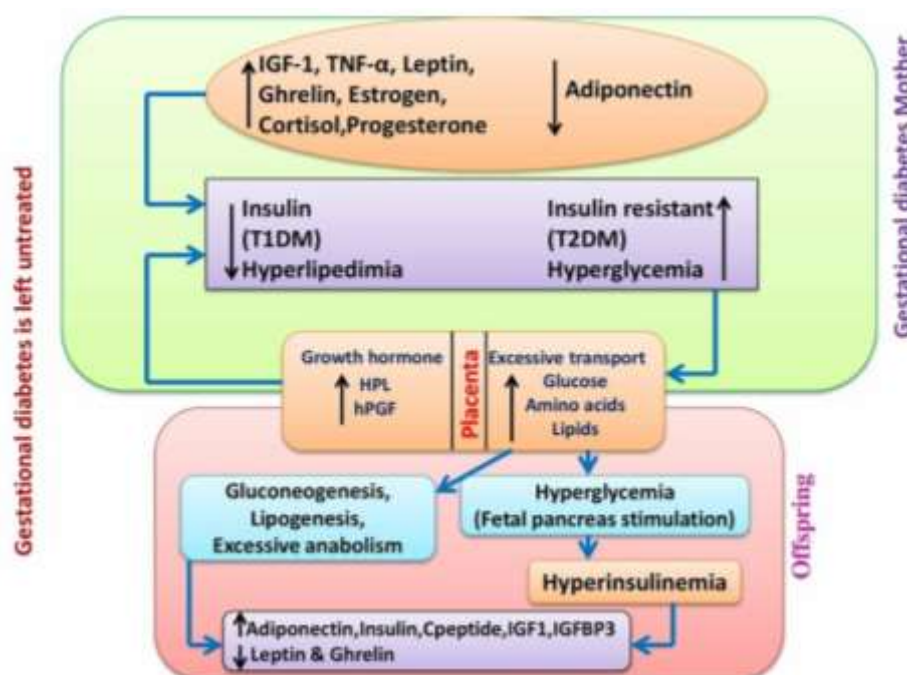 Gestational diabetes is left untreated
Gestational diabetes Mother
IGF-1, TNF-α, Leptin,
Ghrelin, Estrogen,
Cortisol,Progesterone
Adiponectin
Insulin
(T1DM)
Hyperlipedimia
Insulin resistant
(T2DM)
Hyperglycemia
Growth hormone
HPL
hPGF
Placenta
Excessive transport
Glucose
Amino acids
Lipids
Offspring
Gluconeogenesis,
Lipogenesis,
Excessive anabolism
Hyperglycemia
(Fetal pancreas stimulation)
Hyperinsulinemia
Adiponectin,Insulin,Cpeptide,IGF1,IGFBP3
Leptin & Ghrelin